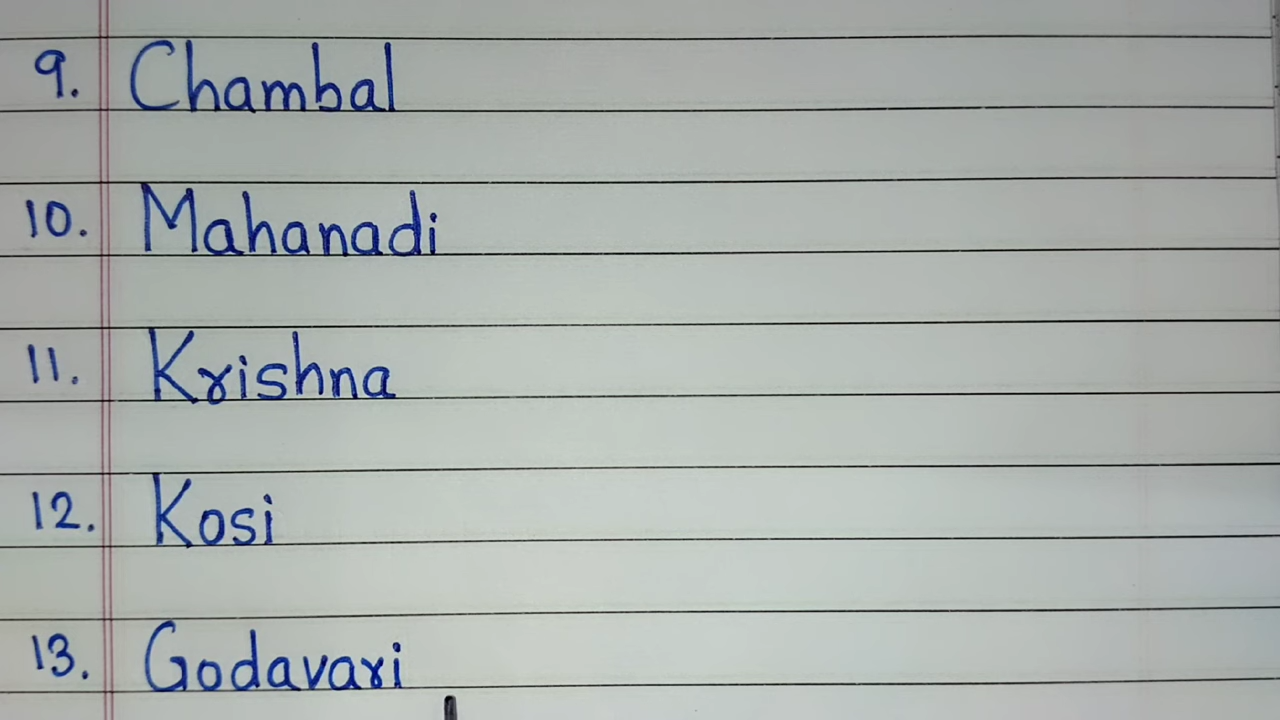 9. Chambal
10. Mahanadi
11. Krishna
12. Kosi
13. Godavari